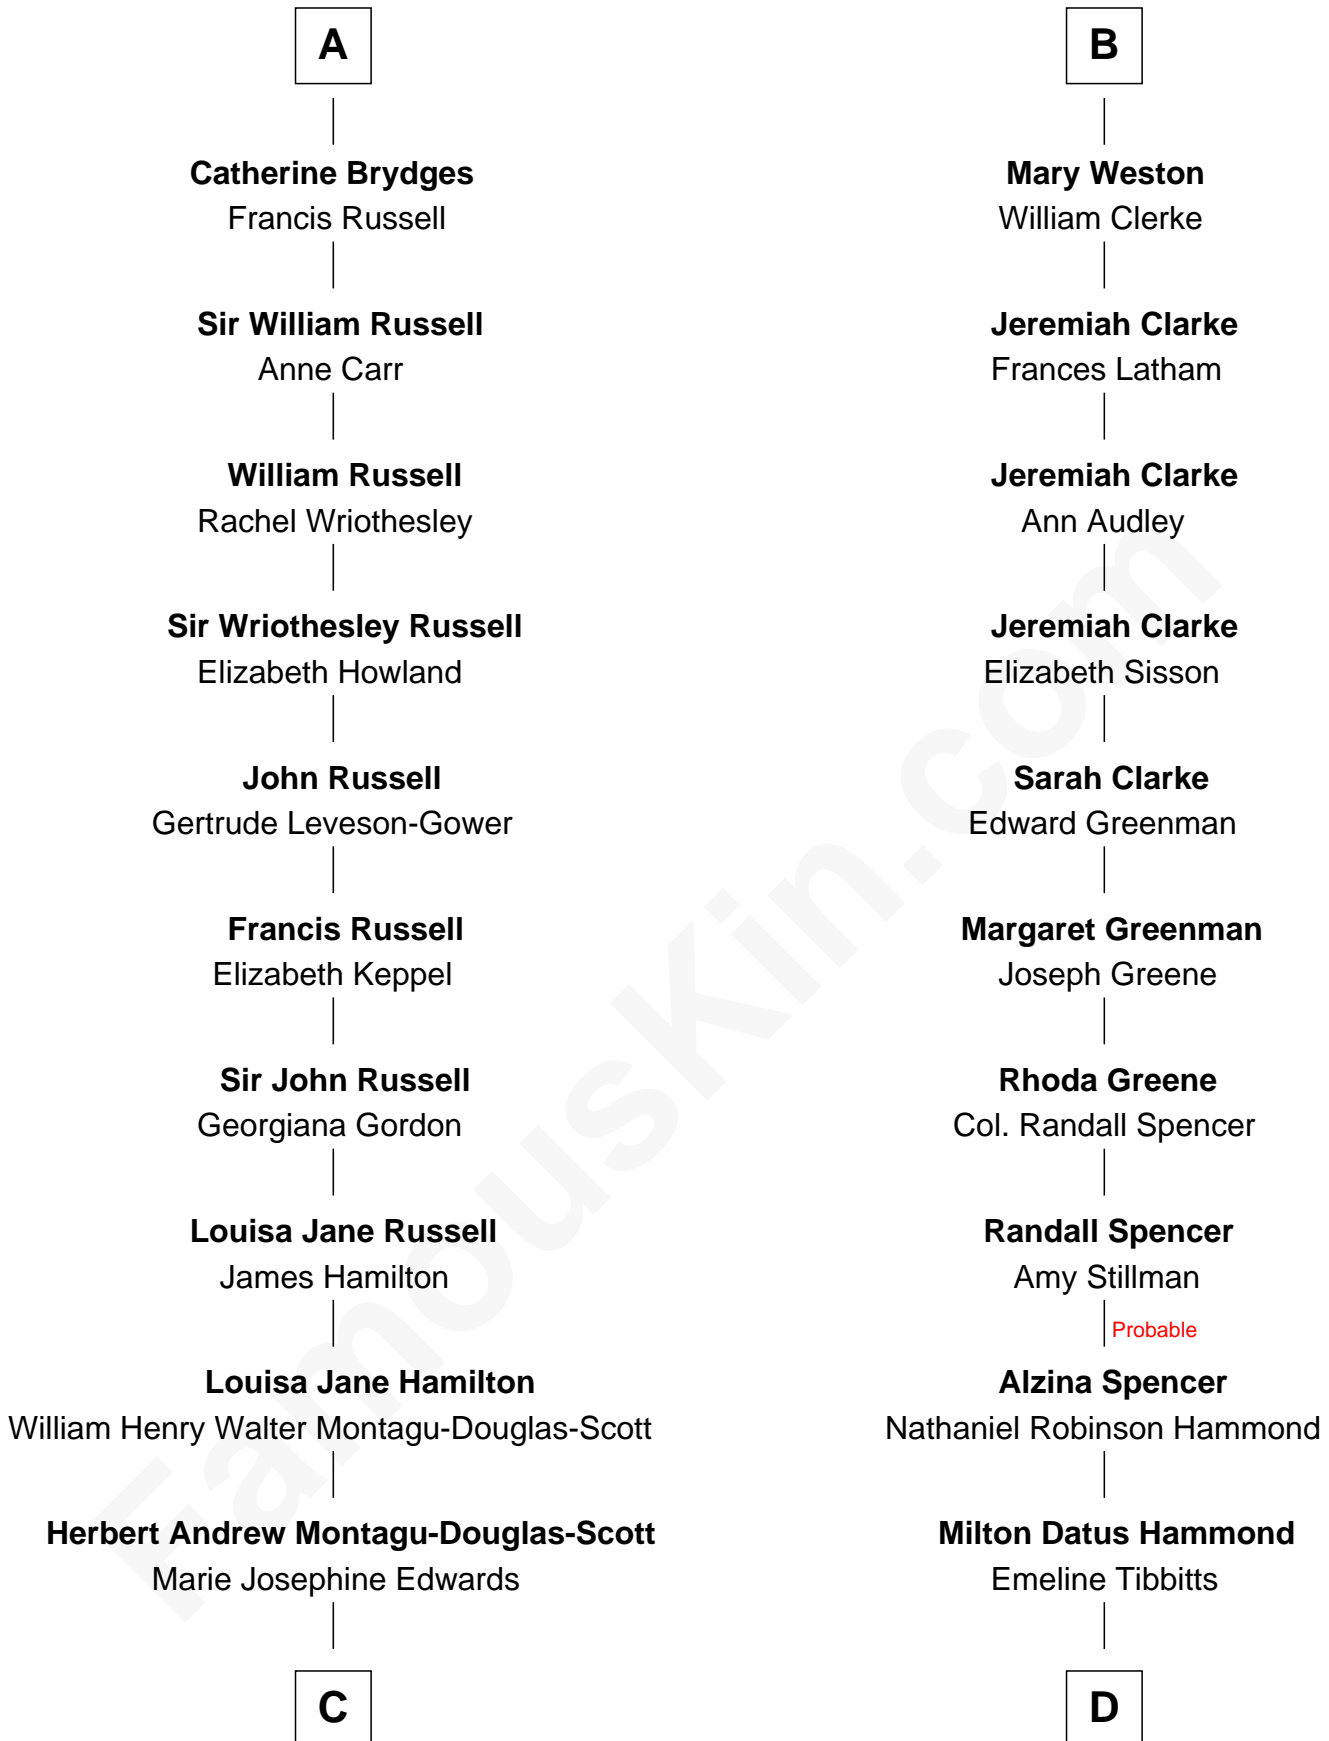 A
Catherine Brydges
Francis Russell
Sir William Russell
Anne Carr
William Russell
Rachel Wriothesley
Sir Wriothesley Russell
Elizabeth Howland
John Russell
Gertrude Leveson-Gower
Francis Russell
Elizabeth Keppel
Sir John Russell
Georgiana Gordon
Louisa Jane Russell
James Hamilton
Louisa Jane Hamilton
William Henry Walter Montagu-Douglas-Scott
Herbert Andrew Montagu-Douglas-Scott
Marie Josephine Edwards
C
B
Mary Weston
William Clerke
Jeremiah Clarke
Frances Latham
Jeremiah Clarke
Ann Audley
Jeremiah Clarke
Elizabeth Sisson
Sarah Clarke
Edward Greenman
Margaret Greenman
Joseph Greene
Rhoda Greene
Col. Randall Spencer
Randall Spencer
Amy Stillman
Probable
Alzina Spencer
Nathaniel Robinson Hammond
Milton Datus Hammond
Emeline Tibbitts
D
FamousKin.com